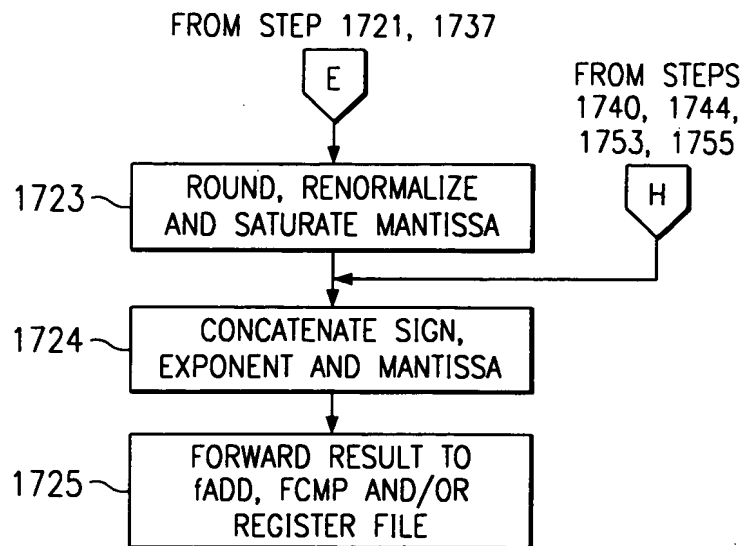 FROM STEP 1721, 1737
E
FROM STEPS
1740, 1744,
1753, 1755
H
1723
ROUND, RENORMALIZE
AND SATURATE MANTISSA
1724
CONCATENATE SIGN,
EXPONENT AND MANTISSA
1725
FORWARD RESULT TO
fADD, FCMP AND/OR
REGISTER FILE